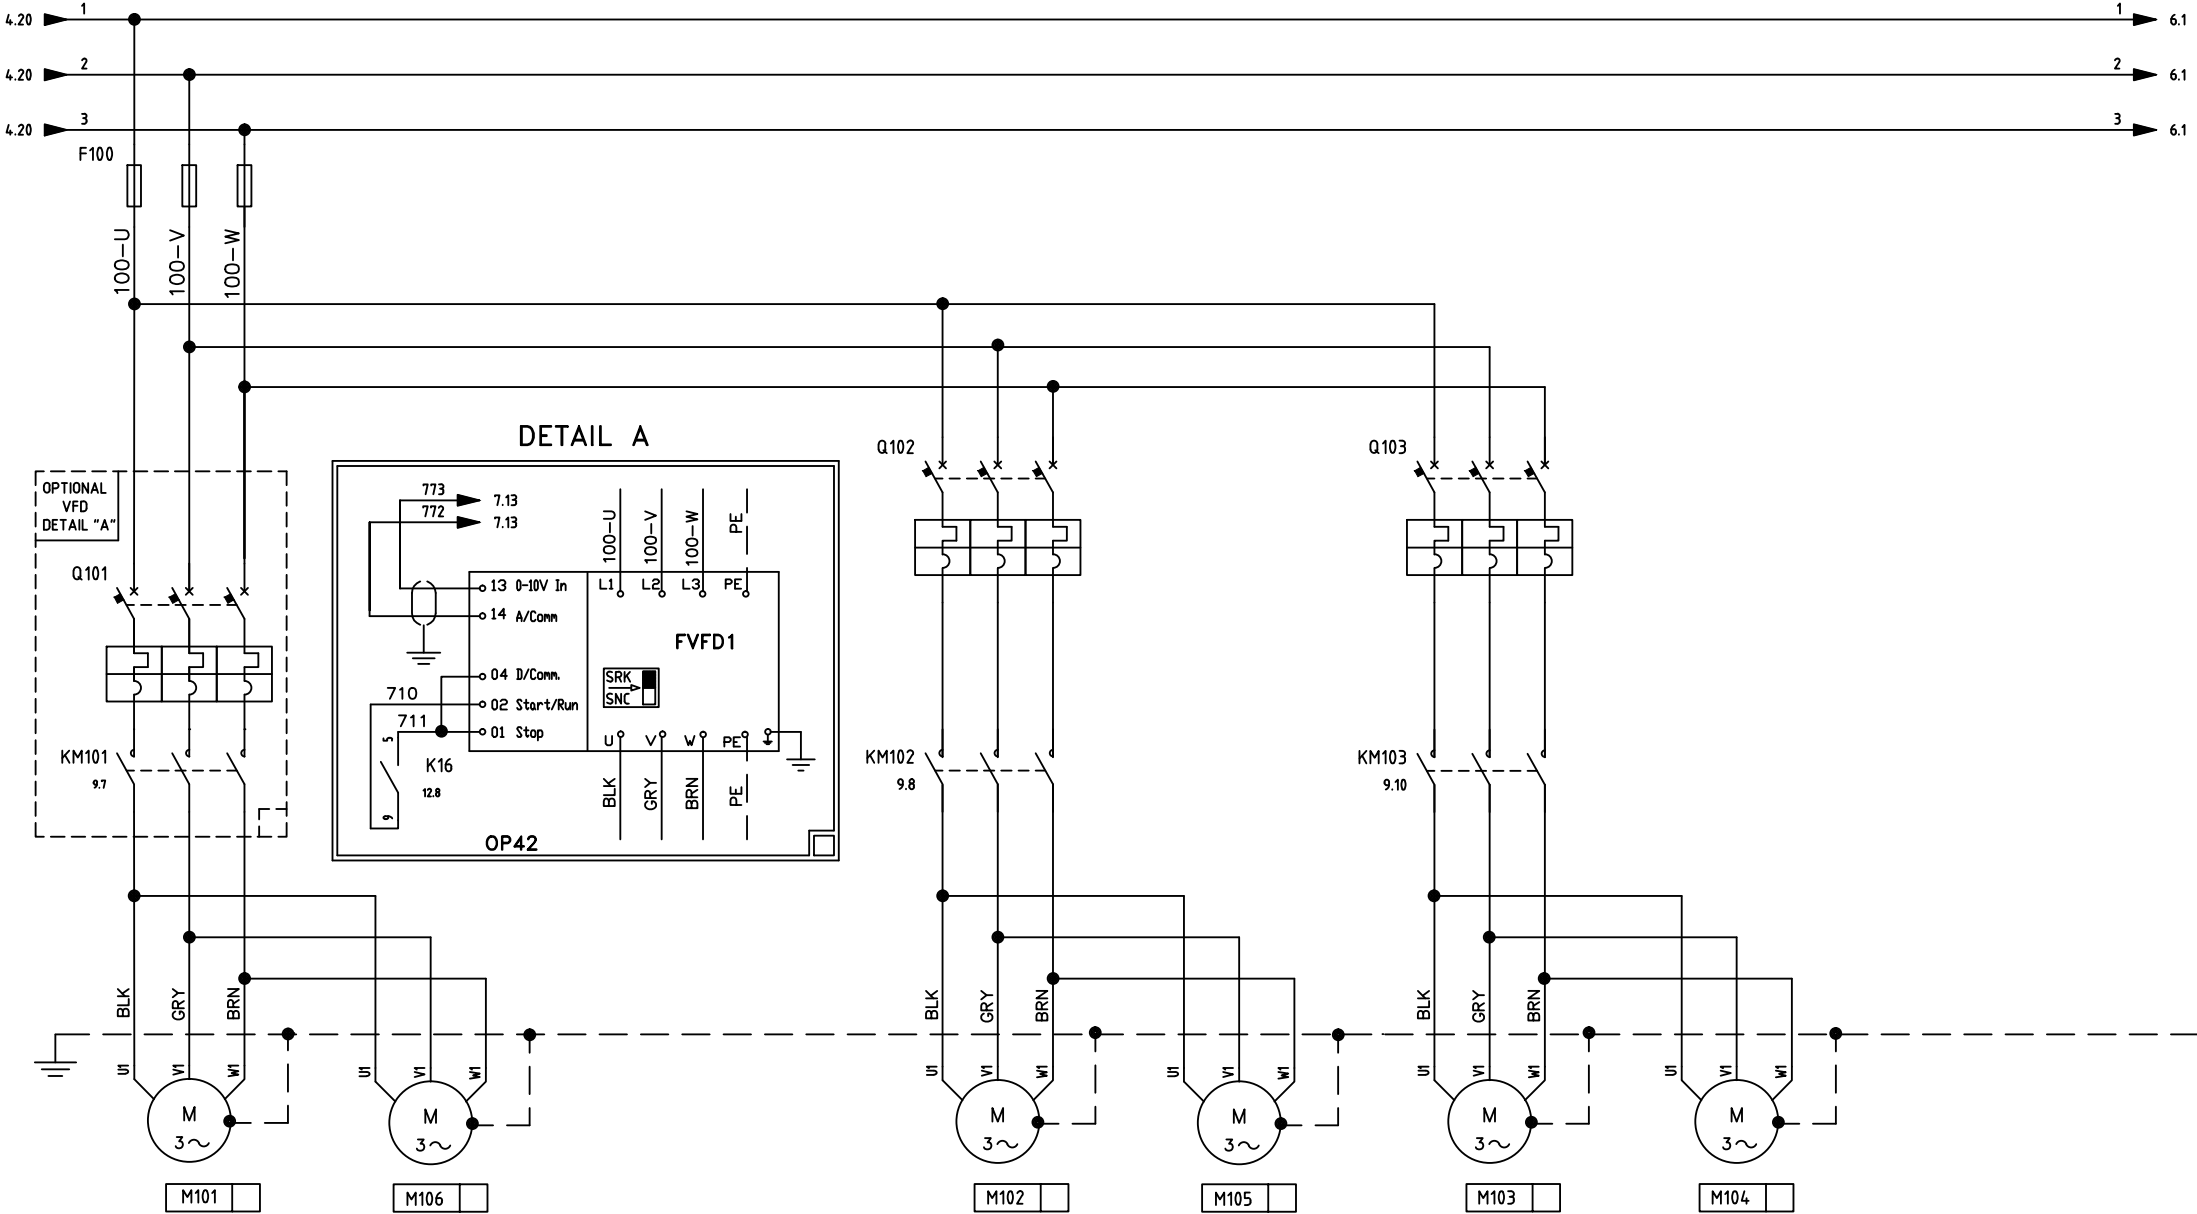 4.20 1 1 6.1
4.20 2 2 6.1
4.20 3 3 6.1
F100
100-U 100-V 100-W
DETAIL A
OPTIONAL
VFD
DETAIL "A"
Q101
KM101
9.7
773 7.13
772 7.13
100-U 100-V 100-W PE
13 0-10V In L1 L2 L3 PE
14 A/Comm
FVFD1
04 D/Comm.
SRK
SNC
710
02 Start/Run
711
01 Stop U V W PE
5
K16
12.8
9
BLK GRY BRN PE
OP42
Q102
KM102
9.8
Q103
KM103
9.10
BLK GRY BRN BLK GRY BRN BLK GRY BRN
U1 V1 W1 U1 V1 W1 U1 V1 W1 U1 V1 W1 U1 V1 W1 U1 V1 W1
M M M M M M
3~ 3~ 3~ 3~ 3~ 3~
M101 M106 M102 M105 M103 M104